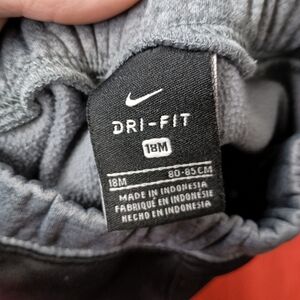 DRI-FIT
18M
18M 80-85CM
MADE IN INDONESIA
FABRIQUÉ EN INDONÉSIE
HECHO EN INDONESIA